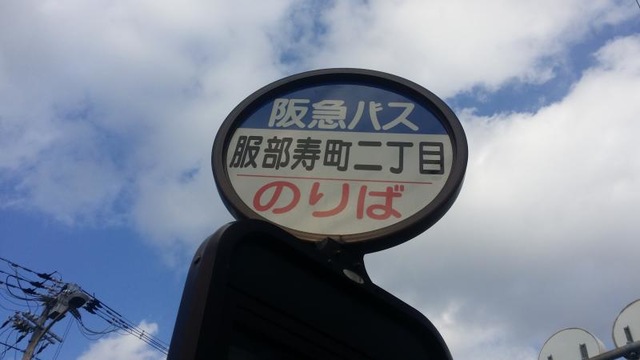 阪急バス
服部寿町二丁目
のりば